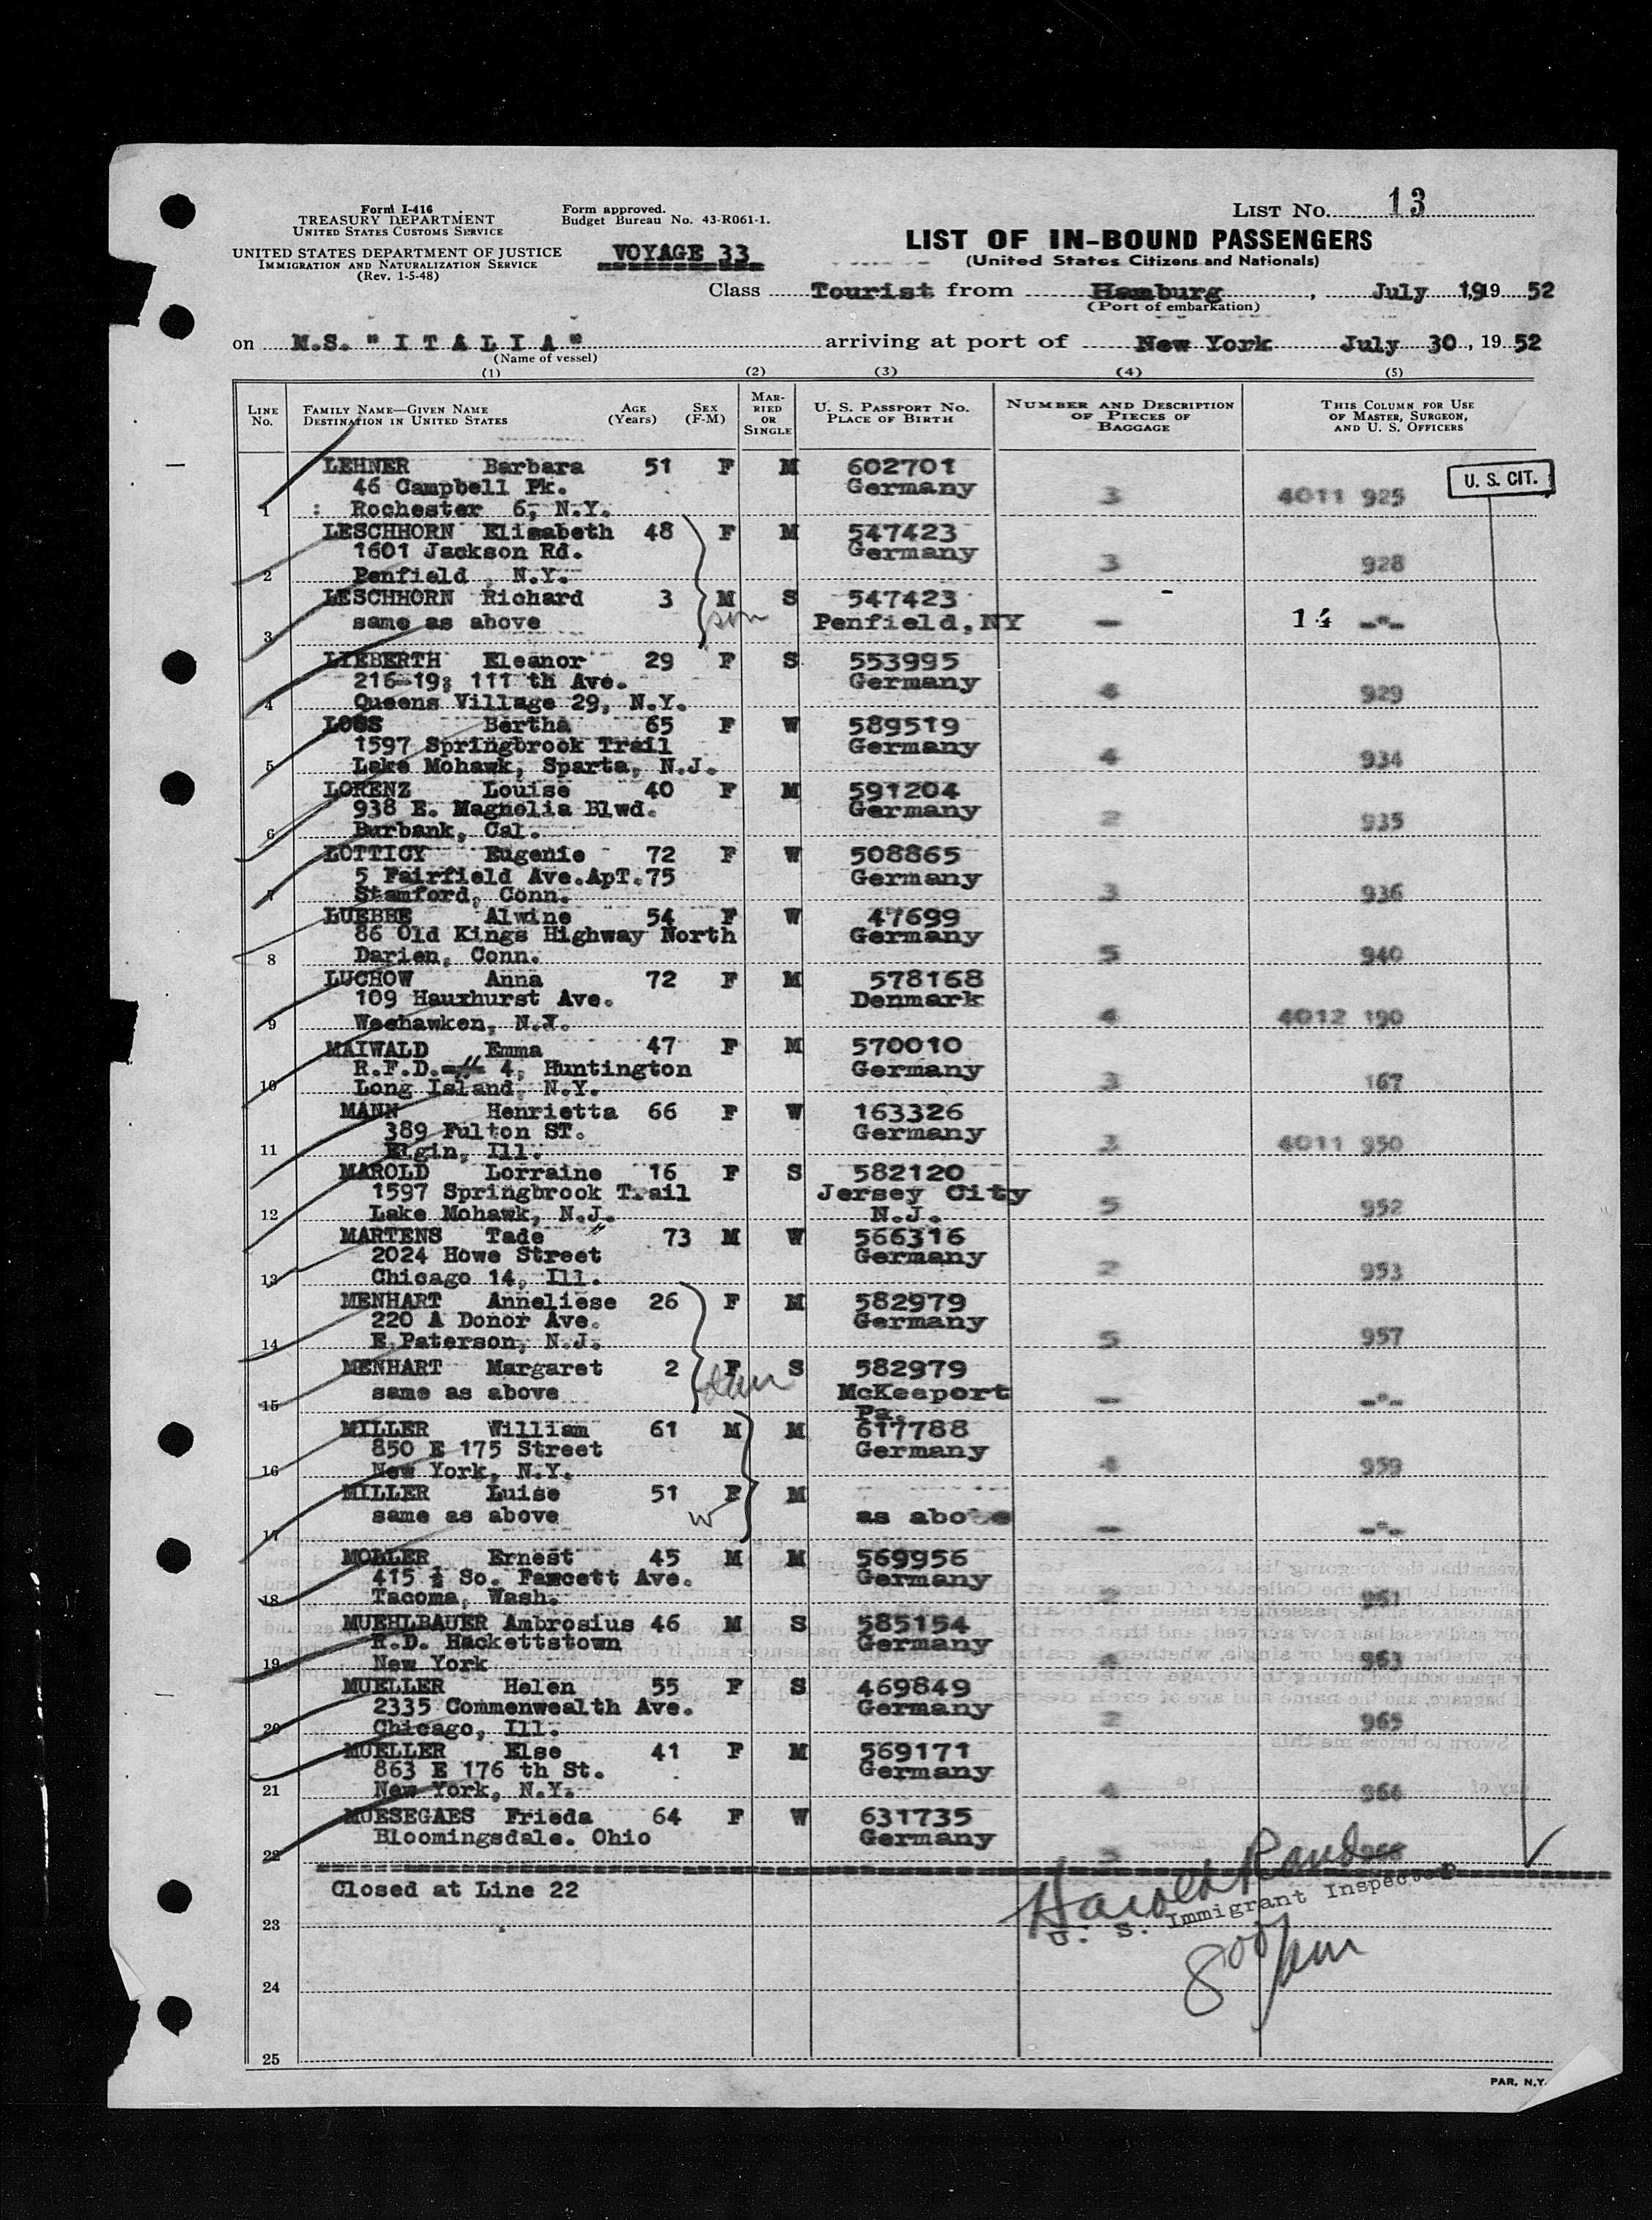 Form I-416
TREASURY DEPARTMENT
UNITED STATES CUSTOMS SERVICE
UNITED STATES DEPARTMENT OF JUSTICE
IMMIGRATION AND NATURALIZATION SERVICE
(Rev. 1-5-48)
Form approved.
Budget Bureau No. 43-R061-1.
VOYAGE 33
LIST NO. 13
LIST OF IN-BOUND PASSENGERS
(United States Citizens and Nationals)
Class Tourist from Hamburg, July 1919 52
(Port of embarkation)
on M.S. "ITALIA" arriving at port of New York July 30, 19 52
(Name of vessel)
(1) (2) (3) (4) (5)
LINE NO.
FAMILY NAME—GIVEN NAME
DESTINATION IN UNITED STATES
AGE (Years)
SEX (F-M)
MARRIED OR SINGLE
U. S. PASSPORT NO.
PLACE OF BIRTH
NUMBER AND DESCRIPTION OF PIECES OF BAGGAGE
THIS COLUMN FOR USE OF MASTER, SURGEON, AND U. S. OFFICERS
LEHNER Barbara 51 F M 602701
46 Campbell Pk. Germany 3 4011 925 U. S. CIT.
1 : Rochester 6, N.Y.
LESCHHORN Elisabeth 48 F M 547423
1601 Jackson Rd. Germany 3 928
2 Penfield, N.Y.
LESCHHORN Richard 3 M S 547423
3 same as above son Penfield, NY — 14 -"-
LIEBERTH Eleanor 29 F S 553995
216-19; 111 th Ave. Germany 4 929
4 Queens Village 29, N.Y.
LOOS Bertha 65 F W 589519
1597 Springbrook Trail Germany 4 934
5 Lake Mohawk, Sparta, N.J.
LORENZ Louise 40 F M 591204
938 E. Magnolia Blwd. Germany 2 935
6 Burbank, Cal.
LOTTICY Eugenie 72 F W 508865
5 Fairfield Ave.ApT.75 Germany 3 936
7 Stamford, Conn.
LUEBBE Alwine 54 F W 47699
86 Old Kings Highway North Germany
8 Darien, Conn. 5 940
LUCHOW Anna 72 F M 578168
109 Hauxhurst Ave. Denmark
9 Weehawken, N.Y. 4 4012 190
MAIWALD Emma 47 F M 570010
R.F.D. # 4, Huntington Germany
10 Long Island, N.Y. 3 167
MANN Henrietta 66 F W 163326
389 Fulton ST. Germany
11 Elgin, Ill. 3 4011 950
MAROLD Lorraine 16 F S 582120
1597 Springbrook Trail Jersey City
12 Lake Mohawk, N.J. N.J. 5 952
MARTENS Tade 73 M W 566316
2024 Howe Street Germany
13 Chicago 14, Ill. 2 953
MENHART Anneliese 26 F M 582979
220 A Donor Ave. Germany
14 E.Paterson, N.J. 5 957
MENHART Margaret 2 F S 582979
15 same as above McKeeport — -"-
Pa.
MILLER William 61 M M 617788
850 E 175 Street Germany
16 New York, N.Y. 4 959
MILLER Luise 51 F M
17 same as above W as above — -"-
MOLLER Ernest 45 M M 569956
415 ½ So. Fawcett Ave. Germany
18 Tacoma, Wash. 2 961
MUEHLBAUER Ambrosius 46 M S 585154
R.D. Hackettstown Germany
19 New York 4 963
MUELLER Helen 55 F S 469849
2335 Commenwealth Ave. Germany
20 Chicago, Ill. 2 965
MUELLER Else 41 F M 569171
863 E 176 th St. Germany
21 New York, N.Y. 4 966
MUESEGAES Frieda 64 F W 631735
Bloomingsdale. Ohio Germany
22
Closed at Line 22
Harold Rand
U. S. Immigrant Inspector
23
8 00 pm
24
25
PAR, N.Y.